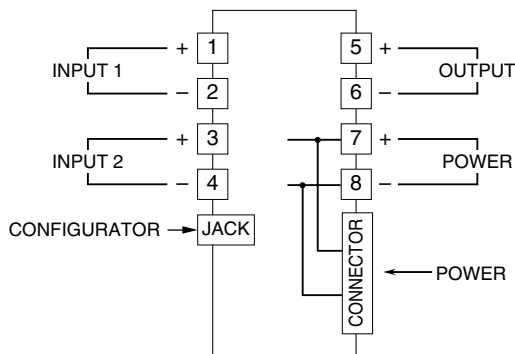 INPUT 1
+ 1
− 2
INPUT 2
+ 3
− 4
CONFIGURATOR
JACK
5 +
6 −
OUTPUT
7 +
8 −
POWER
CONNECTOR
POWER